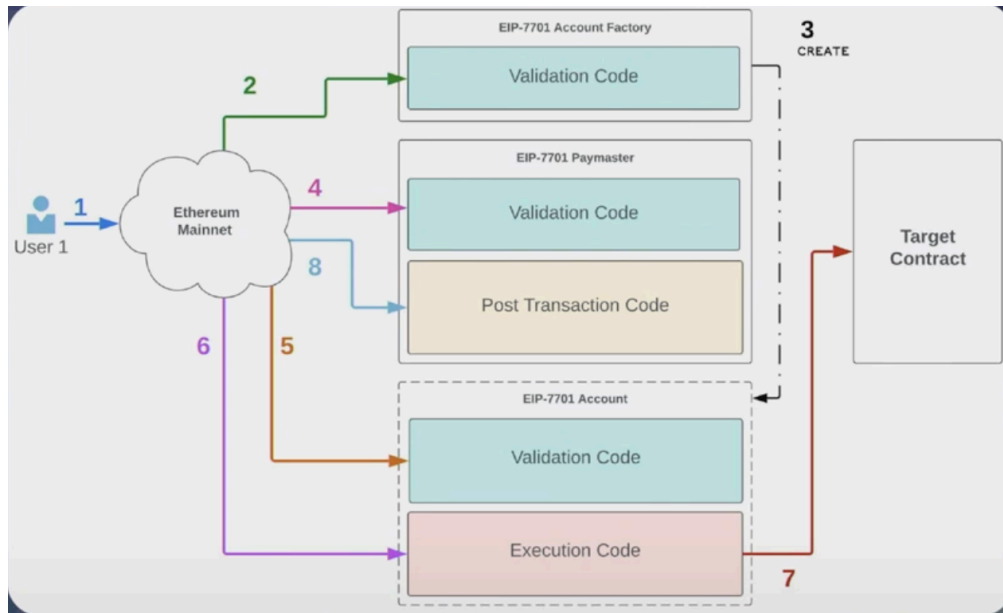 EIP-7701 Account Factory
Validation Code
3
CREATE
2
EIP-7701 Paymaster
Validation Code
Post Transaction Code
4
8
1
User 1
Ethereum
Mainnet
Target
Contract
6
5
EIP-7701 Account
Validation Code
Execution Code
7